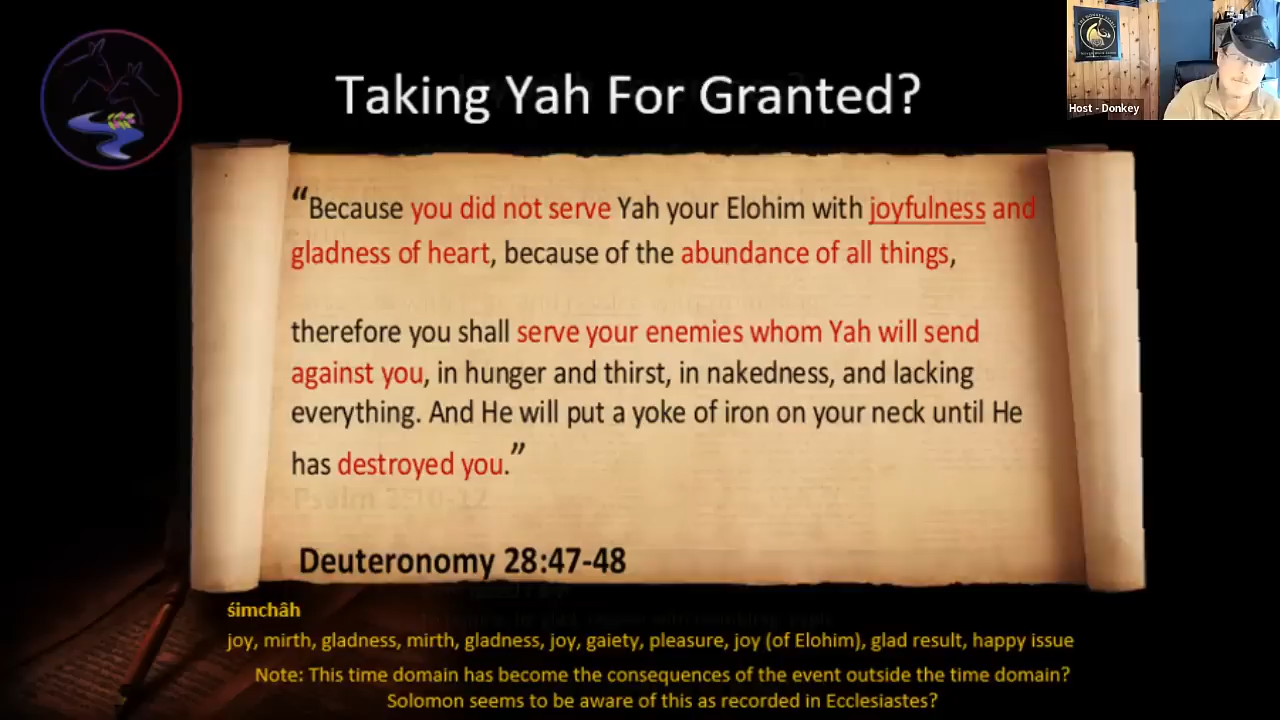 Host - Donkey
Taking Yah For Granted?
“Because you did not serve Yah your Elohim with joyfulness and
gladness of heart, because of the abundance of all things,
therefore you shall serve your enemies whom Yah will send
against you, in hunger and thirst, in nakedness, and lacking
everything. And He will put a yoke of iron on your neck until He
has destroyed you.”
Deuteronomy 28:47-48
śimchâh
joy, mirth, gladness, mirth, gladness, joy, gaiety, pleasure, joy (of Elohim), glad result, happy issue
Note: This time domain has become the consequences of the event outside the time domain?
Solomon seems to be aware of this as recorded in Ecclesiastes?